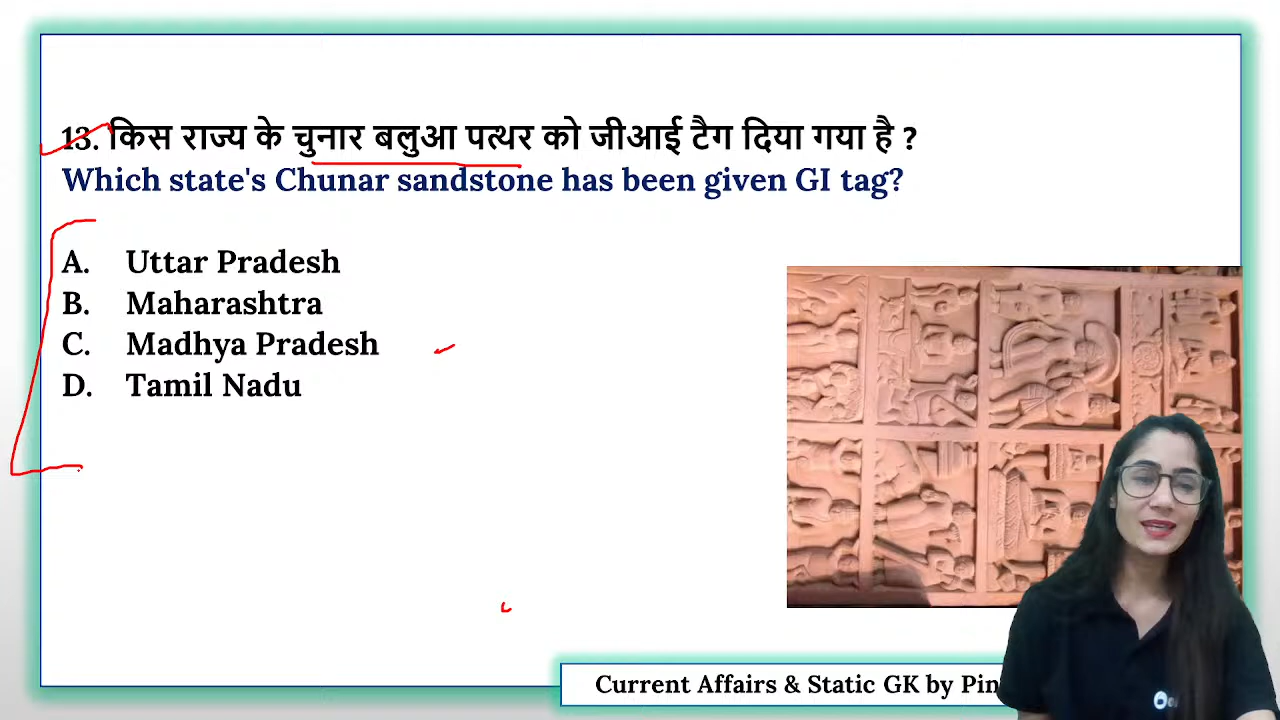 13. किस राज्य के चुनार बलुआ पत्थर को जीआई टैग दिया गया है ?
Which state's Chunar sandstone has been given GI tag?
A. Uttar Pradesh
B. Maharashtra
C. Madhya Pradesh
D. Tamil Nadu
Current Affairs & Static GK by Pin